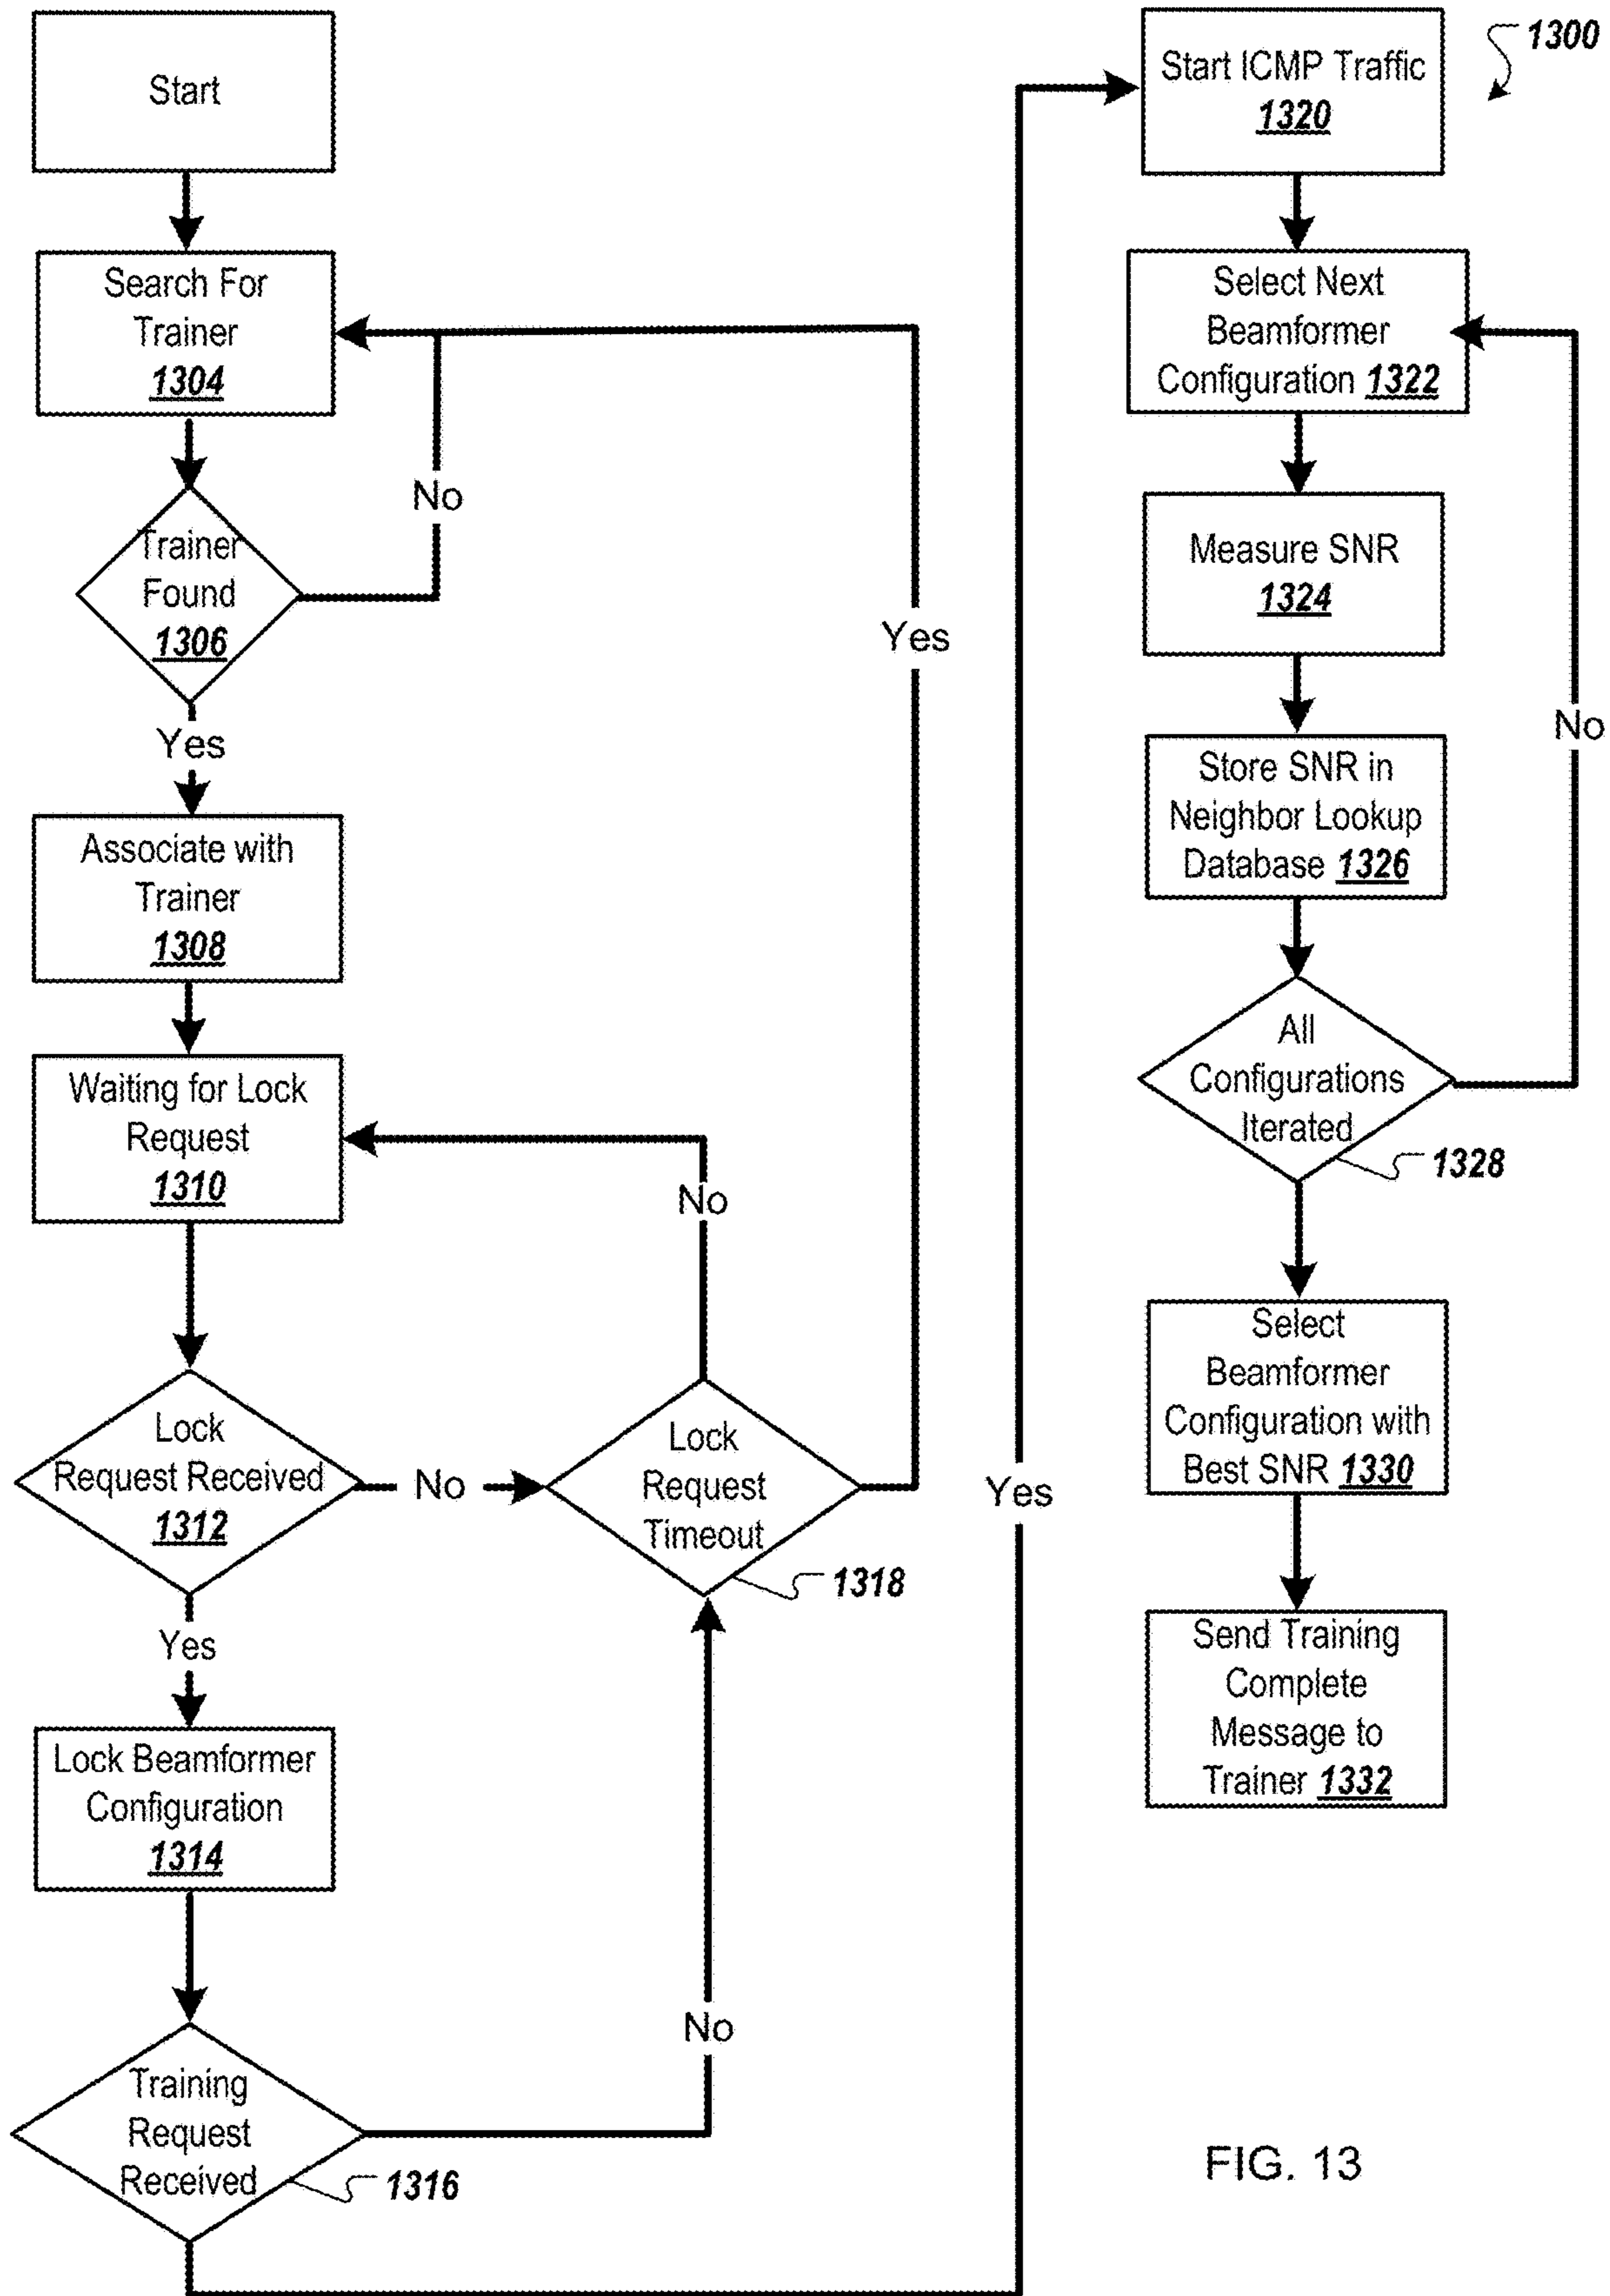 Start
Search For
Trainer
1304
No
Trainer
Found
1306
Yes
Associate with
Trainer
1308
Waiting for Lock
Request
1310
No
Lock
Request Received
1312
No
Lock
Request
Timeout
1318
Yes
Yes
Lock Beamformer
Configuration
1314
No
Training
Request
Received
1316
Yes
1300
Start ICMP Traffic
1320
Select Next
Beamformer
Configuration 1322
Measure SNR
1324
No
Store SNR in
Neighbor Lookup
Database 1326
All
Configurations
Iterated
1328
Select
Beamformer
Configuration with
Best SNR 1330
Send Training
Complete
Message to
Trainer 1332
FIG. 13